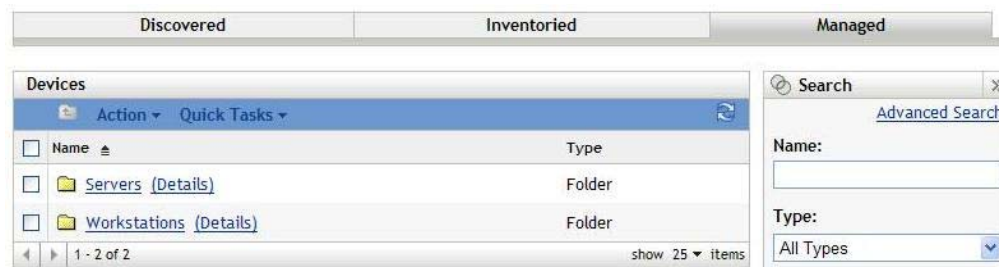 Discovered Inventoried Managed
Devices
Action Quick Tasks
Name Type
Servers (Details) Folder
Workstations (Details) Folder
1 - 2 of 2 show 25 items
Search
Advanced Search
Name:
Type:
All Types